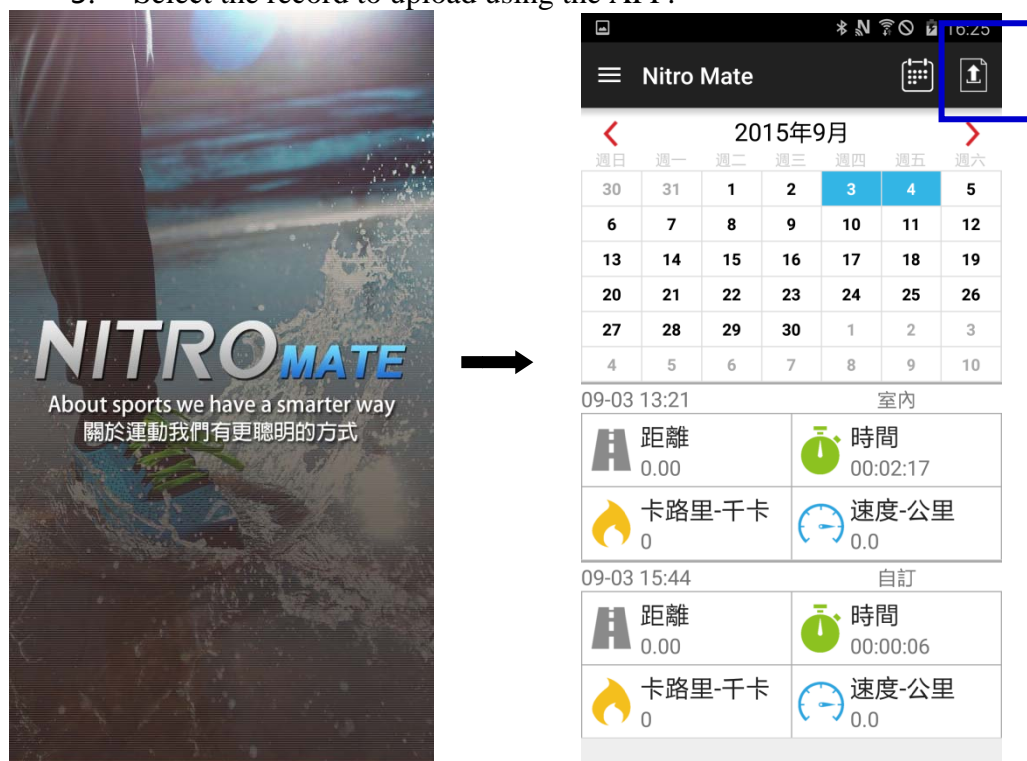 3. Select the record to upload using the APP.
NITRO MATE
About sports we have a smarter way
關於運動我們有更聰明的方式
16:25
Nitro Mate
2015年9月
週日 週一 週二 週三 週四 週五 週六
30 31 1 2 3 4 5
6 7 8 9 10 11 12
13 14 15 16 17 18 19
20 21 22 23 24 25 26
27 28 29 30 1 2 3
4 5 6 7 8 9 10
09-03 13:21 室內
距離 時間
0.00 00:02:17
卡路里-千卡 速度-公里
0 0.0
09-03 15:44 自訂
距離 時間
0.00 00:00:06
卡路里-千卡 速度-公里
0 0.0